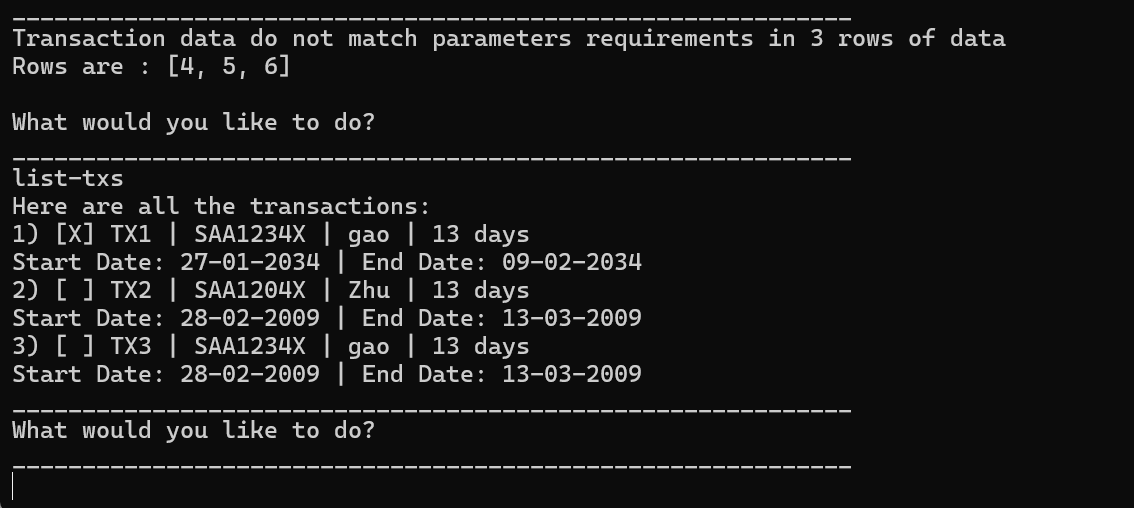 ____________________________________________________________
Transaction data do not match parameters requirements in 3 rows of data
Rows are : [4, 5, 6]
What would you like to do?
____________________________________________________________
list-txs
Here are all the transactions:
1) [X] TX1 | SAA1234X | gao | 13 days
Start Date: 27-01-2034 | End Date: 09-02-2034
2) [ ] TX2 | SAA1204X | Zhu | 13 days
Start Date: 28-02-2009 | End Date: 13-03-2009
3) [ ] TX3 | SAA1234X | gao | 13 days
Start Date: 28-02-2009 | End Date: 13-03-2009
____________________________________________________________
What would you like to do?
____________________________________________________________